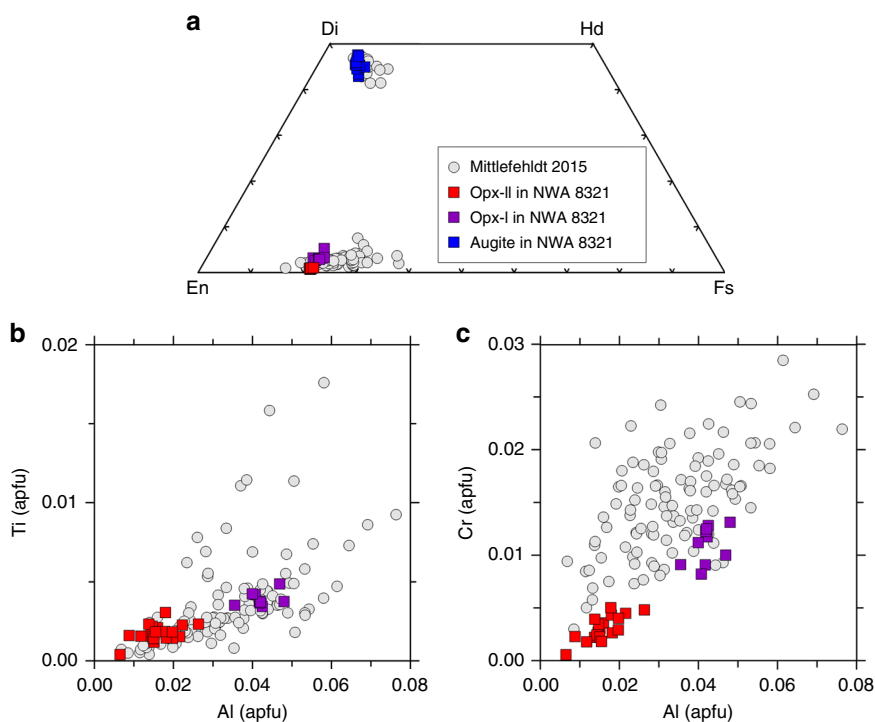 a
Di
Hd
Mittlefehldt 2015
Opx-II in NWA 8321
Opx-I in NWA 8321
Augite in NWA 8321
En
Fs
b
0.02
0.01
0.00
Ti (apfu)
0.00
0.02
0.04
0.06
0.08
Al (apfu)
c
0.03
0.02
0.01
0.00
Cr (apfu)
0.00
0.02
0.04
0.06
0.08
Al (apfu)